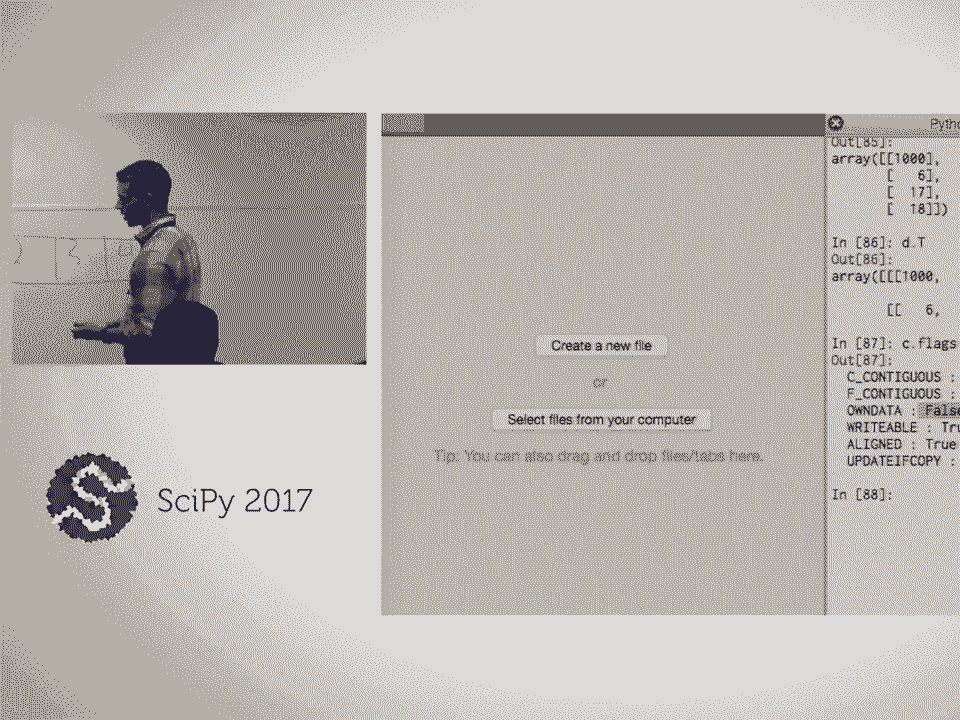 Create a new file
or
Select files from your computer
Tip: You can also drag and drop files/tabs here.
SciPy 2017
Out[85]:
array([[1000],
[ 6],
[ 17],
[ 18]])
In [86]: d.T
Out[86]:
array([[[1000,
[[ 6,
In [87]: c.flags
Out[87]:
C_CONTIGUOUS :
F_CONTIGUOUS :
OWNDATA : False
WRITEABLE : Tru
ALIGNED : True
UPDATEIFCOPY :
In [88]: